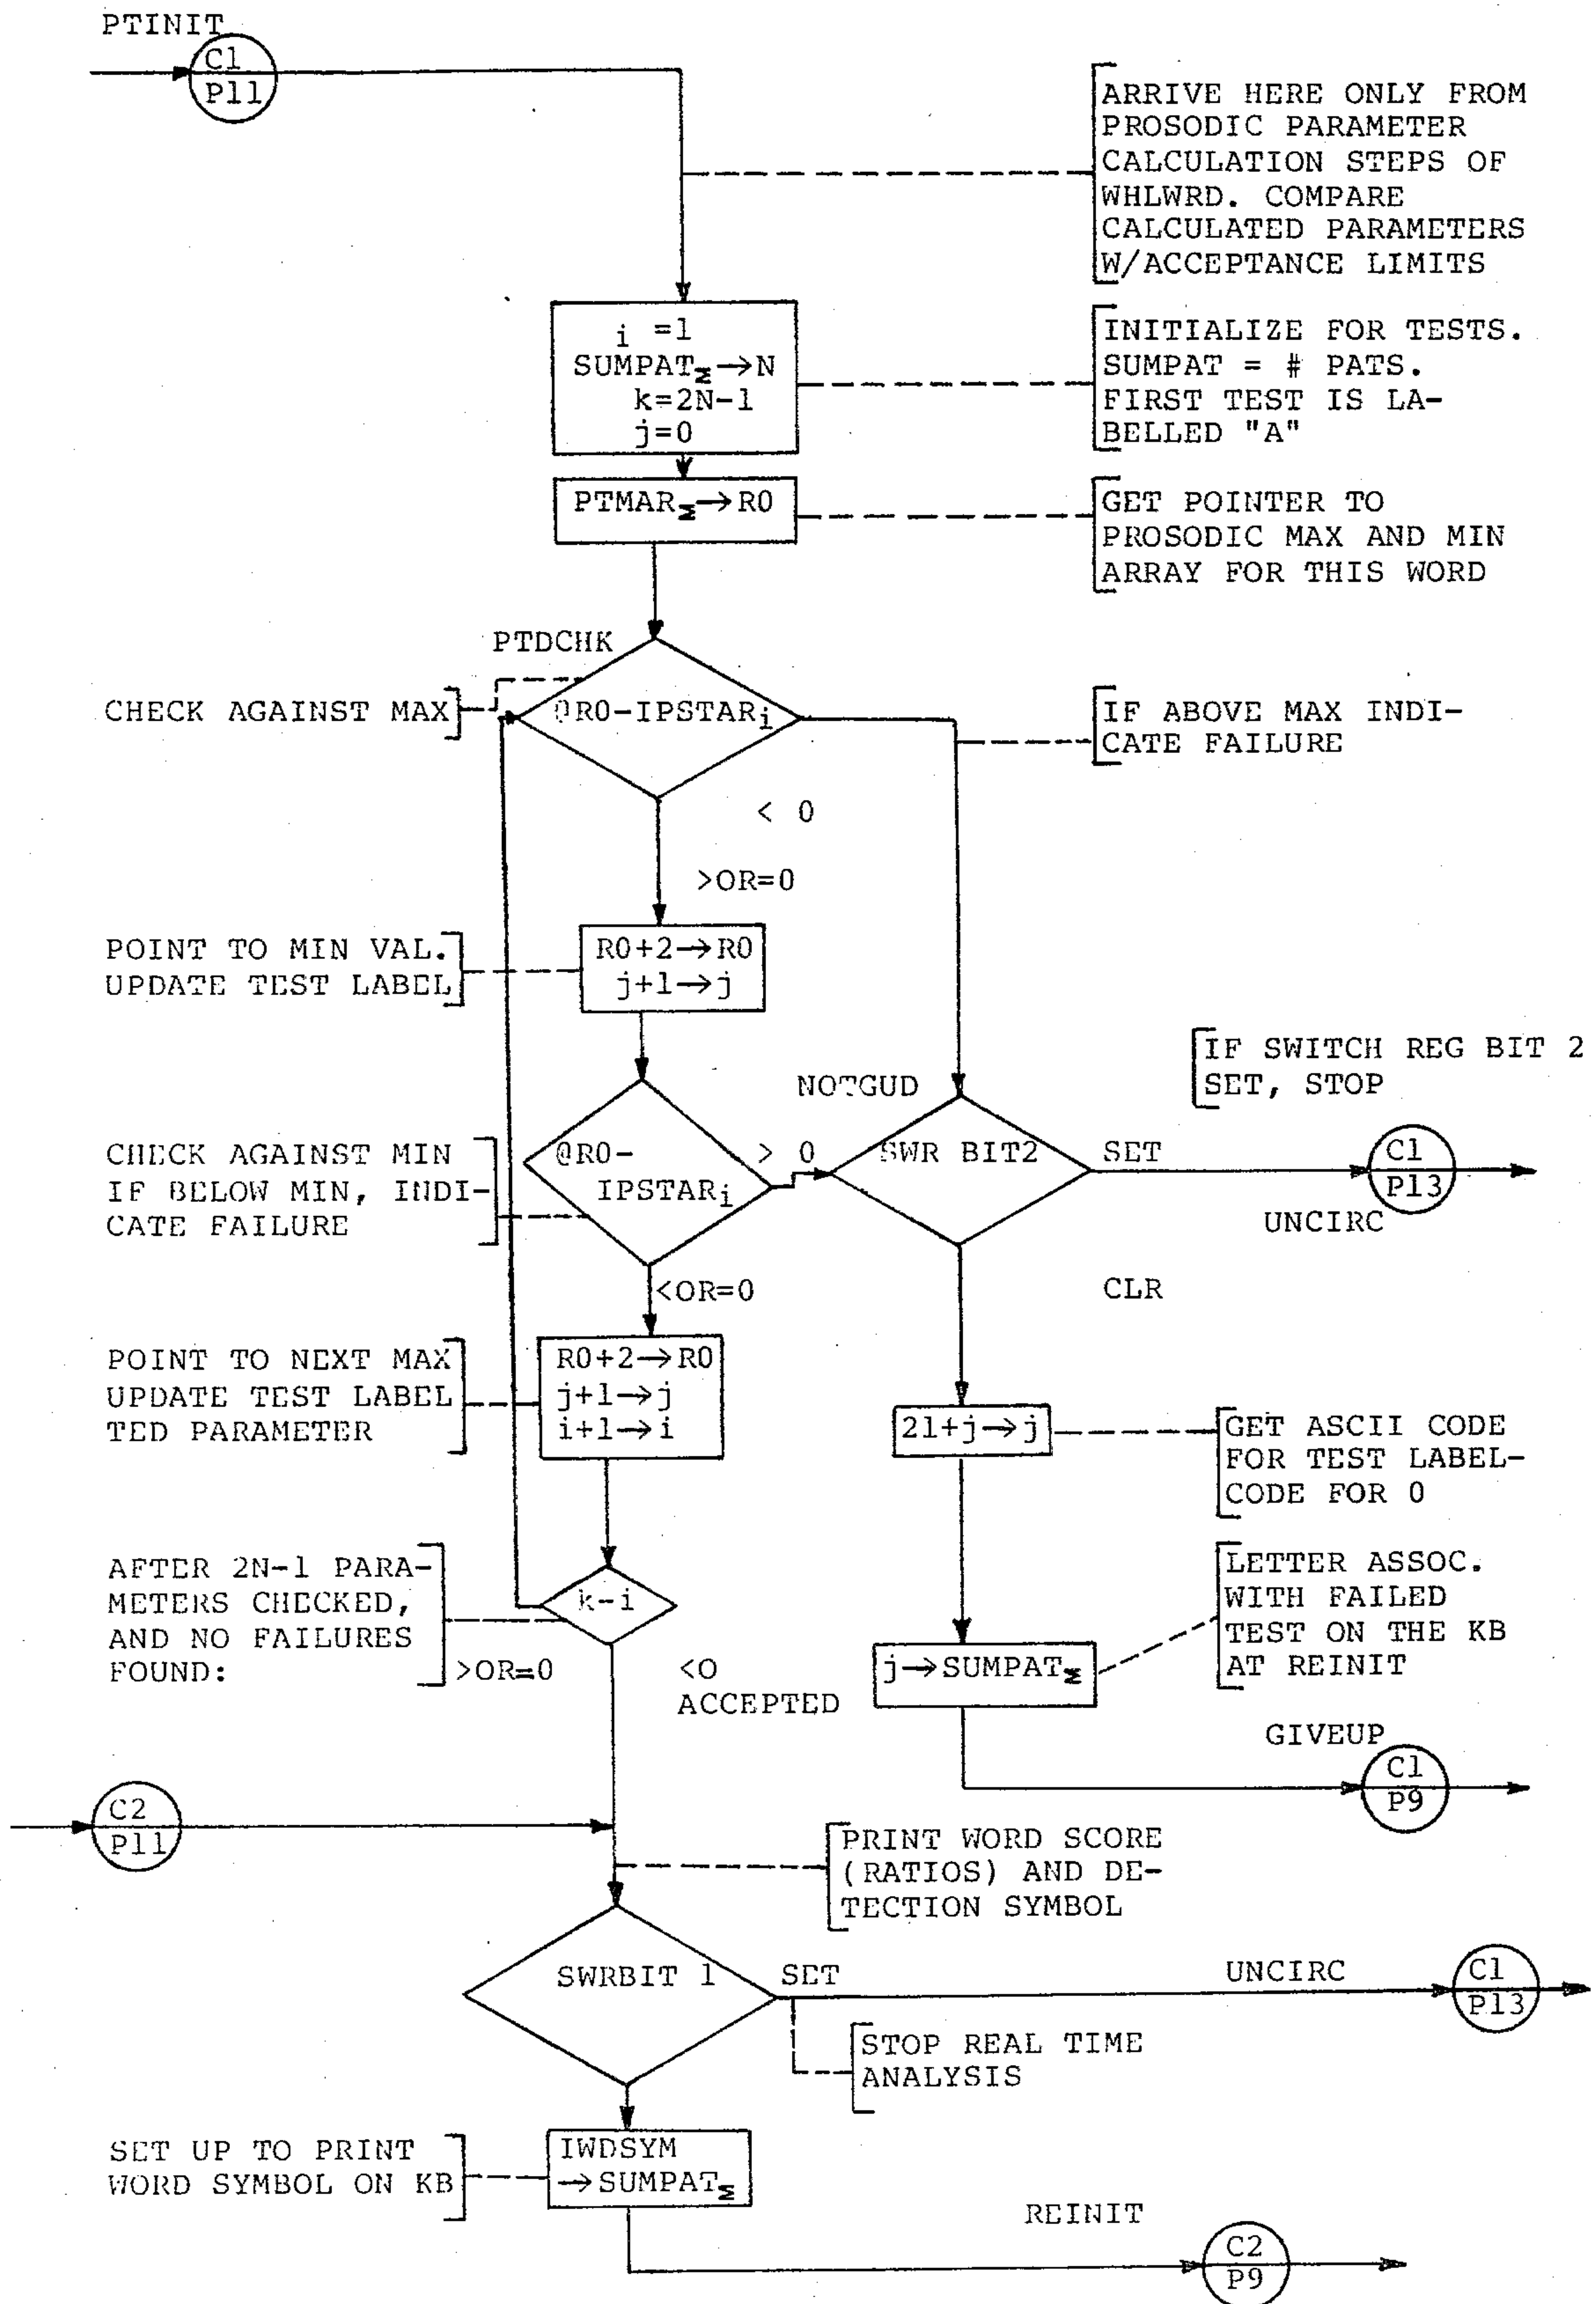 PTINIT
C1
P11
ARRIVE HERE ONLY FROM
PROSODIC PARAMETER
CALCULATION STEPS OF
WHLWRD. COMPARE
CALCULATED PARAMETERS
W/ACCEPTANCE LIMITS
i =1
SUMPATΣ→N
k=2N-1
j=0
INITIALIZE FOR TESTS.
SUMPAT = # PATS.
FIRST TEST IS LA-
BELLED "A"
PTMARΣ→R0
GET POINTER TO
PROSODIC MAX AND MIN
ARRAY FOR THIS WORD
PTDCHK
CHECK AGAINST MAX
@R0-IPSTARi
IF ABOVE MAX INDI-
CATE FAILURE
< 0
>OR=0
POINT TO MIN VAL.
UPDATE TEST LABEL
R0+2→R0
j+1→j
IF SWITCH REG BIT 2
SET, STOP
NOTGUD
CHECK AGAINST MIN
IF BELOW MIN, INDI-
CATE FAILURE
@R0-
IPSTARi
> 0
SWR BIT2
SET
C1
P13
UNCIRC
<OR=0
CLR
POINT TO NEXT MAX
UPDATE TEST LABEL
TED PARAMETER
R0+2→R0
j+1→j
i+1→i
21+j→j
GET ASCII CODE
FOR TEST LABEL-
CODE FOR 0
AFTER 2N-1 PARA-
METERS CHECKED,
AND NO FAILURES
FOUND:
k-i
>OR=0
<0
ACCEPTED
j→SUMPATΣ
LETTER ASSOC.
WITH FAILED
TEST ON THE KB
AT REINIT
GIVEUP
C1
P9
C2
P11
PRINT WORD SCORE
(RATIOS) AND DE-
TECTION SYMBOL
SWRBIT 1
SET
UNCIRC
C1
P13
STOP REAL TIME
ANALYSIS
SET UP TO PRINT
WORD SYMBOL ON KB
IWDSYM
→SUMPATΣ
REINIT
C2
P9